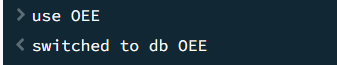 > use OEE
< switched to db OEE